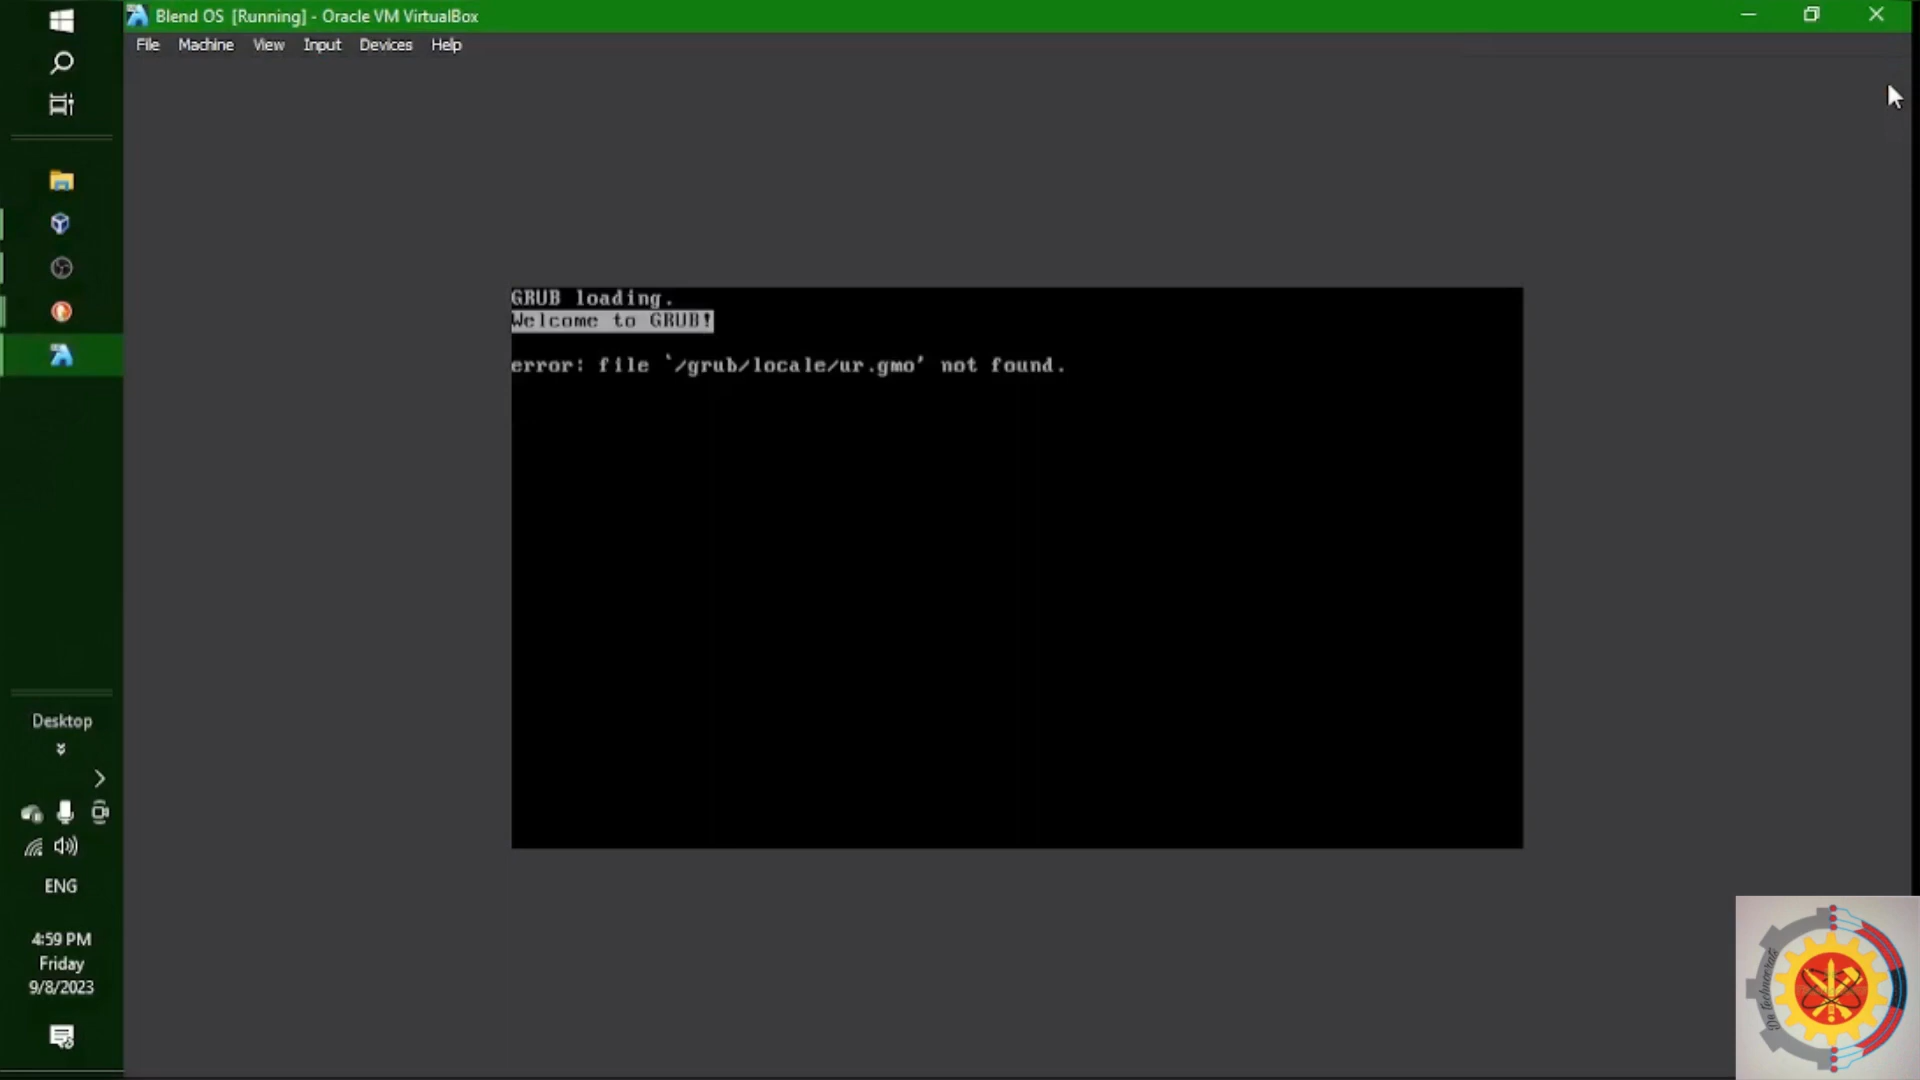 Blend OS [Running] - Oracle VM VirtualBox
File Machine View Input Devices Help
GRUB loading.
Welcome to GRUB!
error: file `/grub/locale/ur.gmo' not found.
Desktop
ENG
4:59 PM
Friday
9/8/2023